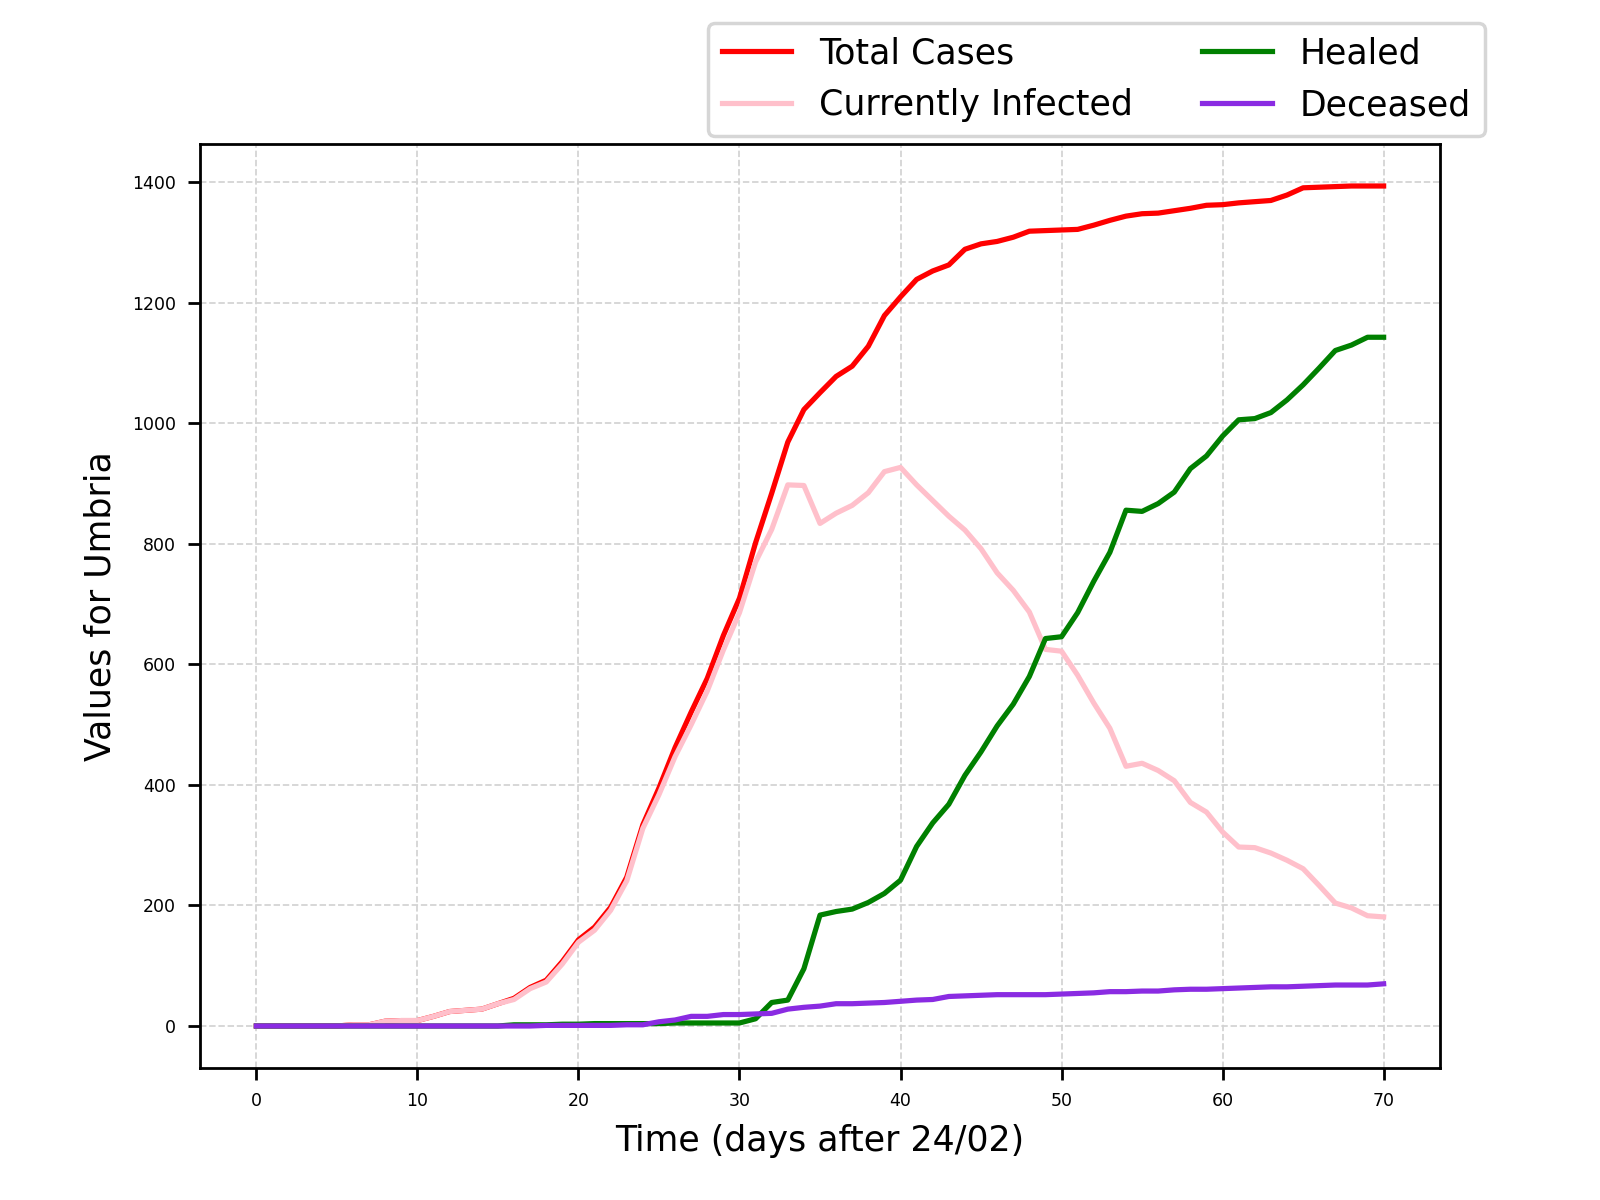 Total Cases
Currently Infected
Healed
Deceased
1400
1200
1000
800
600
400
200
0
Values for Umbria
0 10 20 30 40 50 60 70
Time (days after 24/02)